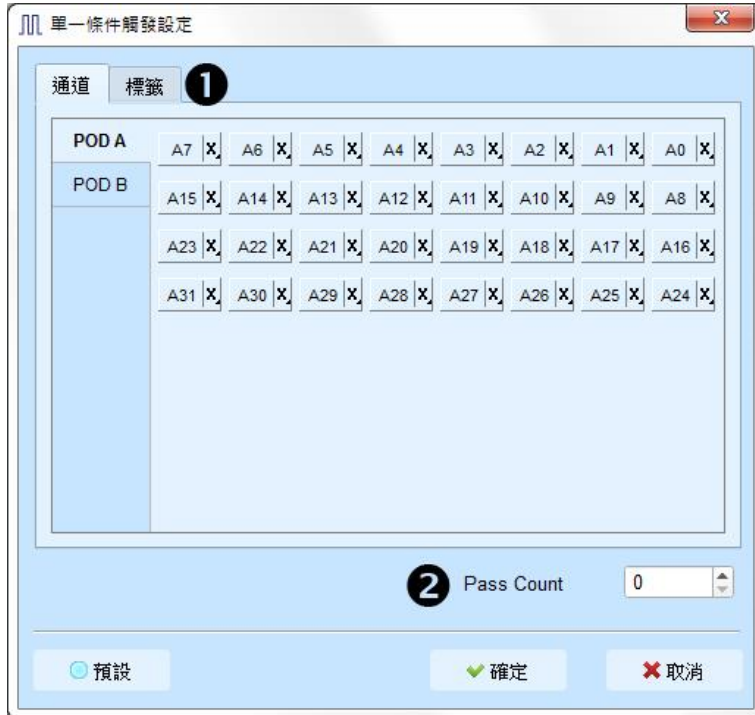 單一條件觸發設定
通道 標籤 1
POD A A7 X A6 X A5 X A4 X A3 X A2 X A1 X A0 X
POD B A15 X A14 X A13 X A12 X A11 X A10 X A9 X A8 X
A23 X A22 X A21 X A20 X A19 X A18 X A17 X A16 X
A31 X A30 X A29 X A28 X A27 X A26 X A25 X A24 X
2 Pass Count 0
預設 確定 取消